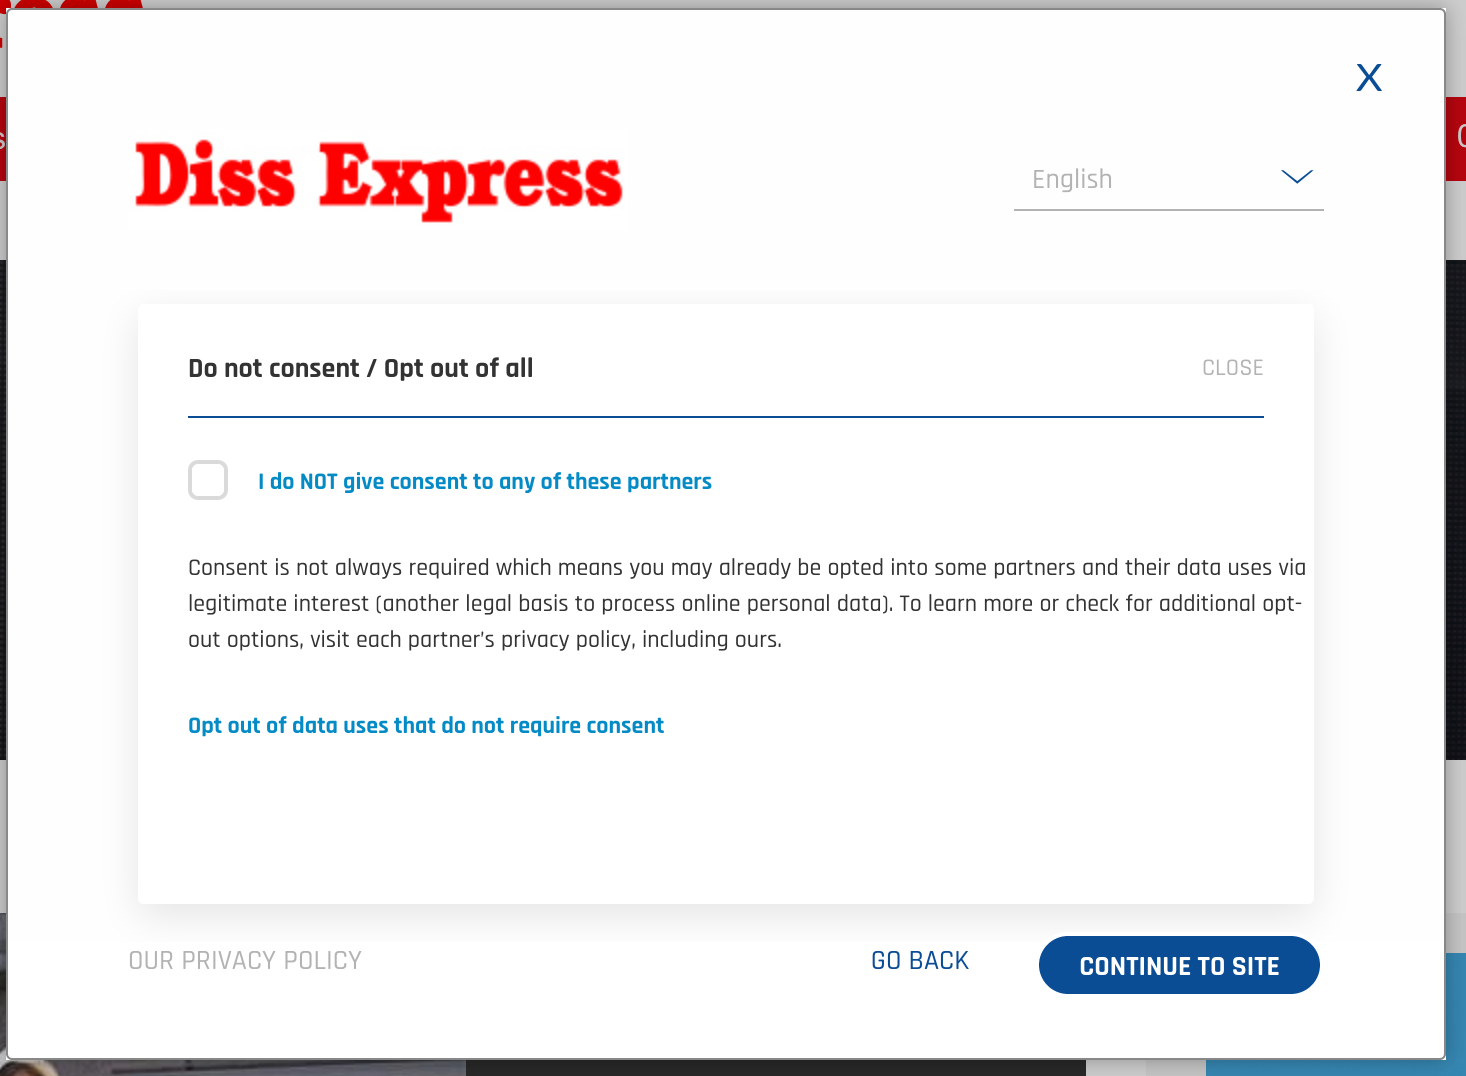 X
Diss Express
English
Do not consent / Opt out of all
CLOSE
I do NOT give consent to any of these partners
Consent is not always required which means you may already be opted into some partners and their data uses via
legitimate interest (another legal basis to process online personal data). To learn more or check for additional opt-
out options, visit each partner's privacy policy, including ours.
Opt out of data uses that do not require consent
OUR PRIVACY POLICY
GO BACK
CONTINUE TO SITE